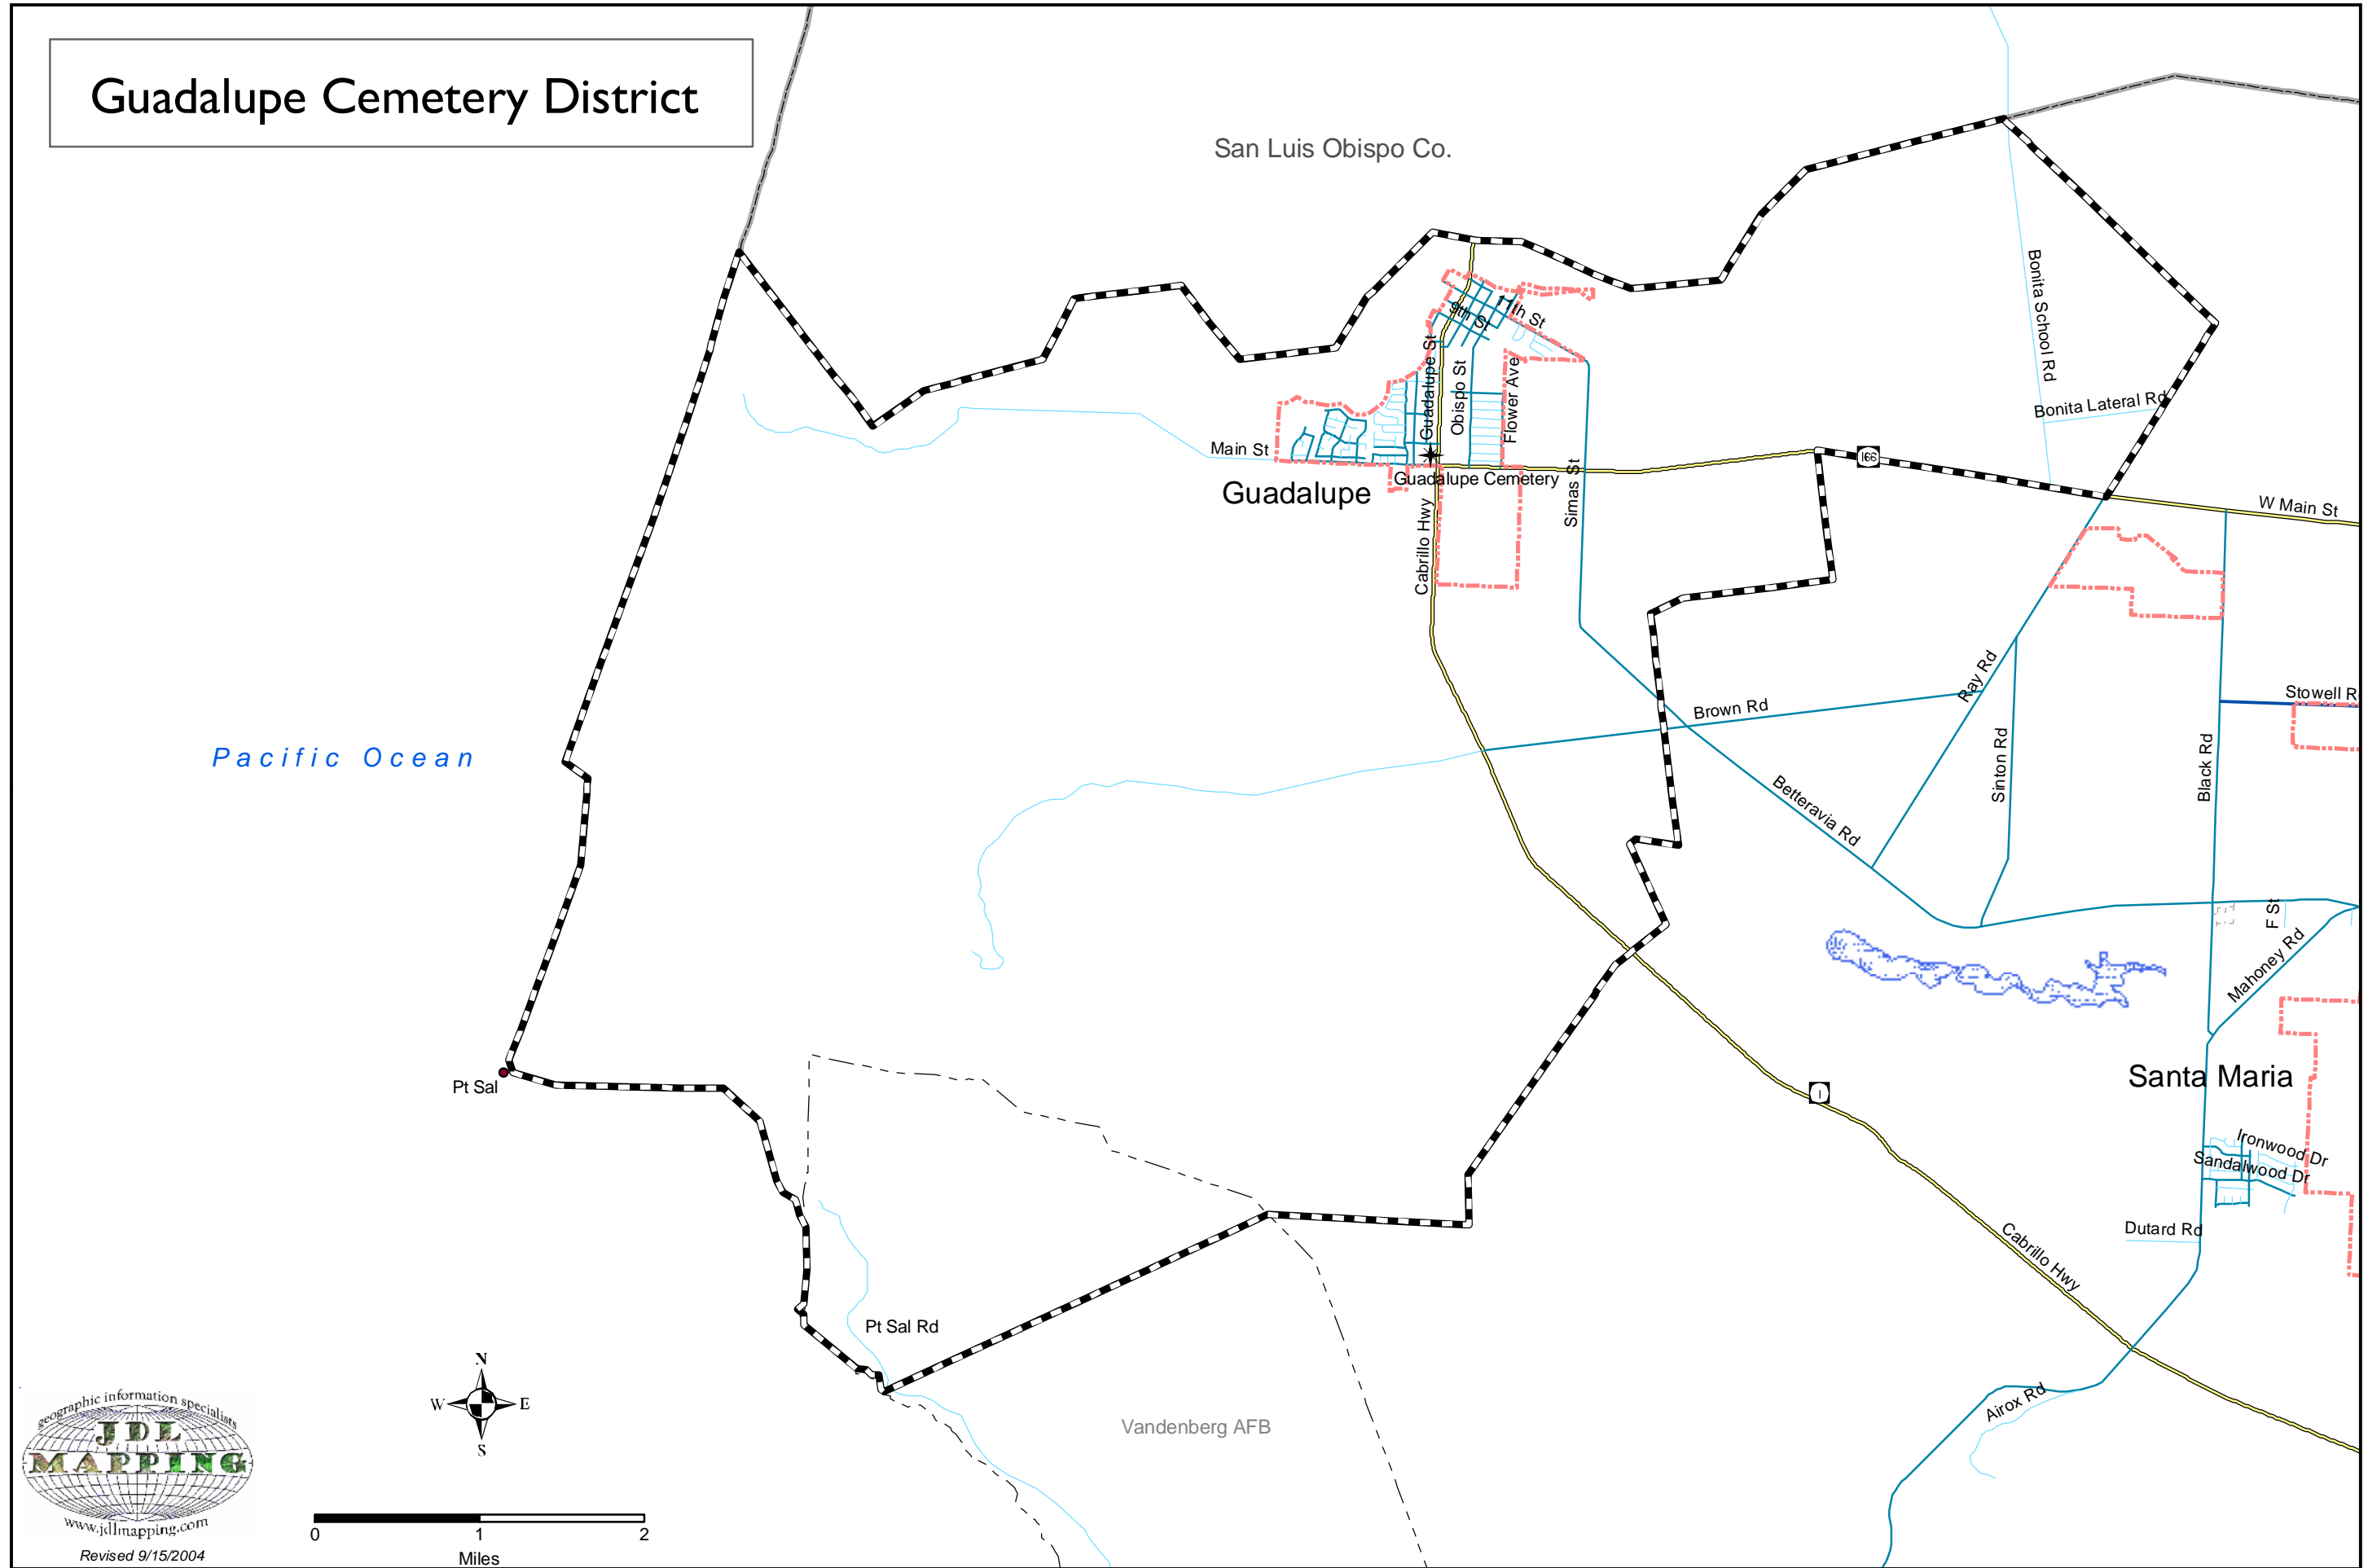 Guadalupe Cemetery District
San Luis Obispo Co.
Bonita School Rd
Bonita Lateral Rd
11th St
9th St
Guadalupe St
Obispo St
Flower Ave
Main St
Guadalupe Cemetery
Guadalupe
Simas St
Cabrillo Hwy
166
W Main St
Ray Rd
Brown Rd
Stowell R
Sinton Rd
Black Rd
Pacific Ocean
Betteravia Rd
F St
Mahoney Rd
Pt Sal
1
Santa Maria
Ironwood Dr
Sandalwood Dr
Dutard Rd
Cabrillo Hwy
Pt Sal Rd
Airox Rd
Vandenberg AFB
N
W E
S
geographic information specialists
JDL
MAPPING
www.jdlmapping.com
Revised 9/15/2004
0 1 2
Miles